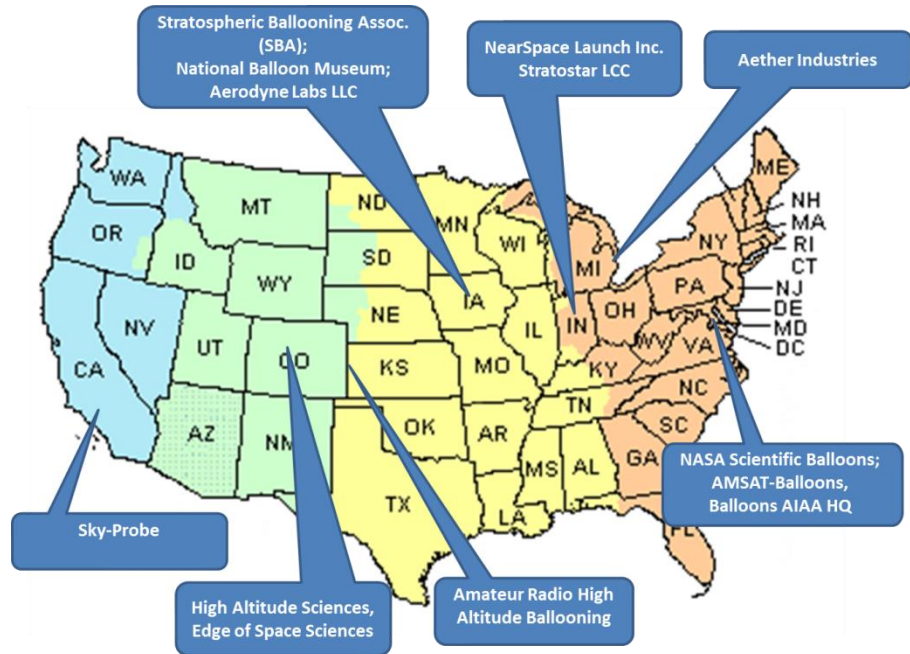 Stratospheric Ballooning Assoc.
(SBA);
National Balloon Museum;
Aerodyne Labs LLC
NearSpace Launch Inc.
Stratostar LCC
Aether Industries
WA
OR
CA
NV
ID
MT
WY
UT
CO
AZ
NM
ND
SD
NE
KS
OK
TX
MN
IA
MO
AR
LA
WI
IL
MS
AL
TN
KY
IN
MI
OH
WV
VA
NC
SC
GA
FL
PA
NY
ME
NH
MA
RI
CT
NJ
DE
MD
DC
NASA Scientific Balloons;
AMSAT-Balloons,
Balloons AIAA HQ
Sky-Probe
High Altitude Sciences,
Edge of Space Sciences
Amateur Radio High
Altitude Ballooning